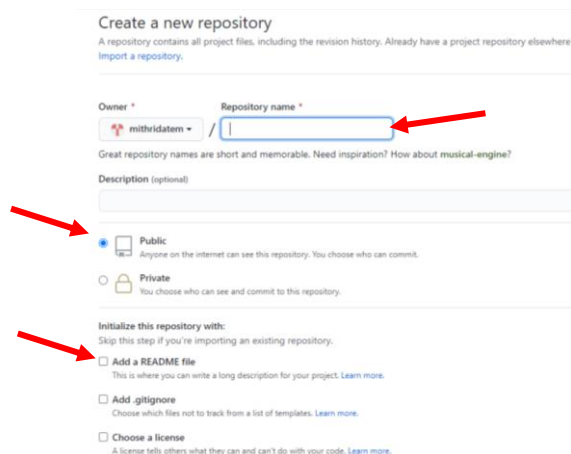 Create a new repository
A repository contains all project files, including the revision history. Already have a project repository elsewhere
Import a repository.
Owner * Repository name *
mithridatem /
Great repository names are short and memorable. Need inspiration? How about musical-engine?
Description (optional)
Public
Anyone on the internet can see this repository. You choose who can commit.
Private
You choose who can see and commit to this repository.
Initialize this repository with:
Skip this step if you're importing an existing repository.
Add a README file
This is where you can write a long description for your project. Learn more.
Add .gitignore
Choose which files not to track from a list of templates. Learn more.
Choose a license
A license tells others what they can and can't do with your code. Learn more.